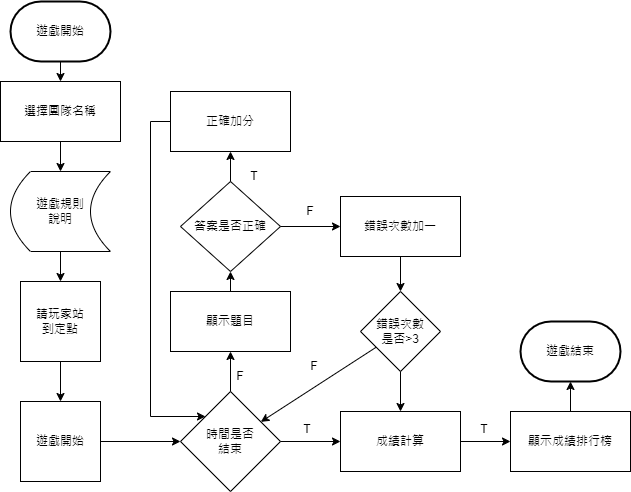 遊戲開始
選擇團隊名稱
遊戲規則
說明
請玩家站
到定點
遊戲開始
正確加分
T
答案是否正確
F
錯誤次數加一
顯示題目
錯誤次數
是否>3
F
F
時間是否
結束
T
成績計算
T
顯示成績排行榜
遊戲結束